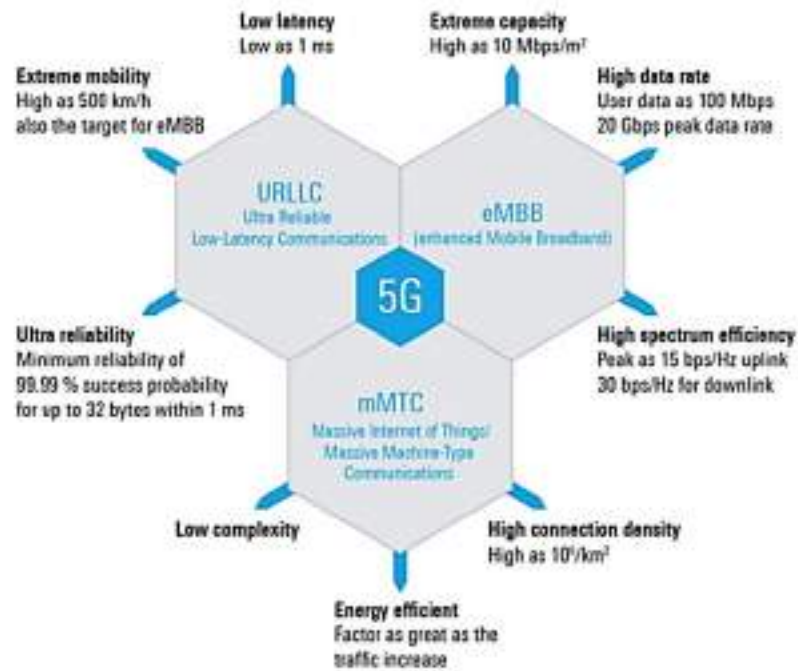 Low latency
Low as 1 ms
Extreme capacity
High as 10 Mbps/m²
Extreme mobility
High as 500 km/h
also the target for eMBB
High data rate
User data as 100 Mbps
20 Gbps peak data rate
URLLC
Ultra Reliable
Low-Latency Communications
eMBB
(enhanced Mobile Broadband)
5G
Ultra reliability
Minimum reliability of
99.99 % success probability
for up to 32 bytes within 1 ms
High spectrum efficiency
Peak as 15 bps/Hz uplink
30 bps/Hz for downlink
mMTC
Massive Internet of Things/
Massive Machine-Type
Communications
Low complexity
High connection density
High as 10⁶/km²
Energy efficient
Factor as great as the
traffic increase